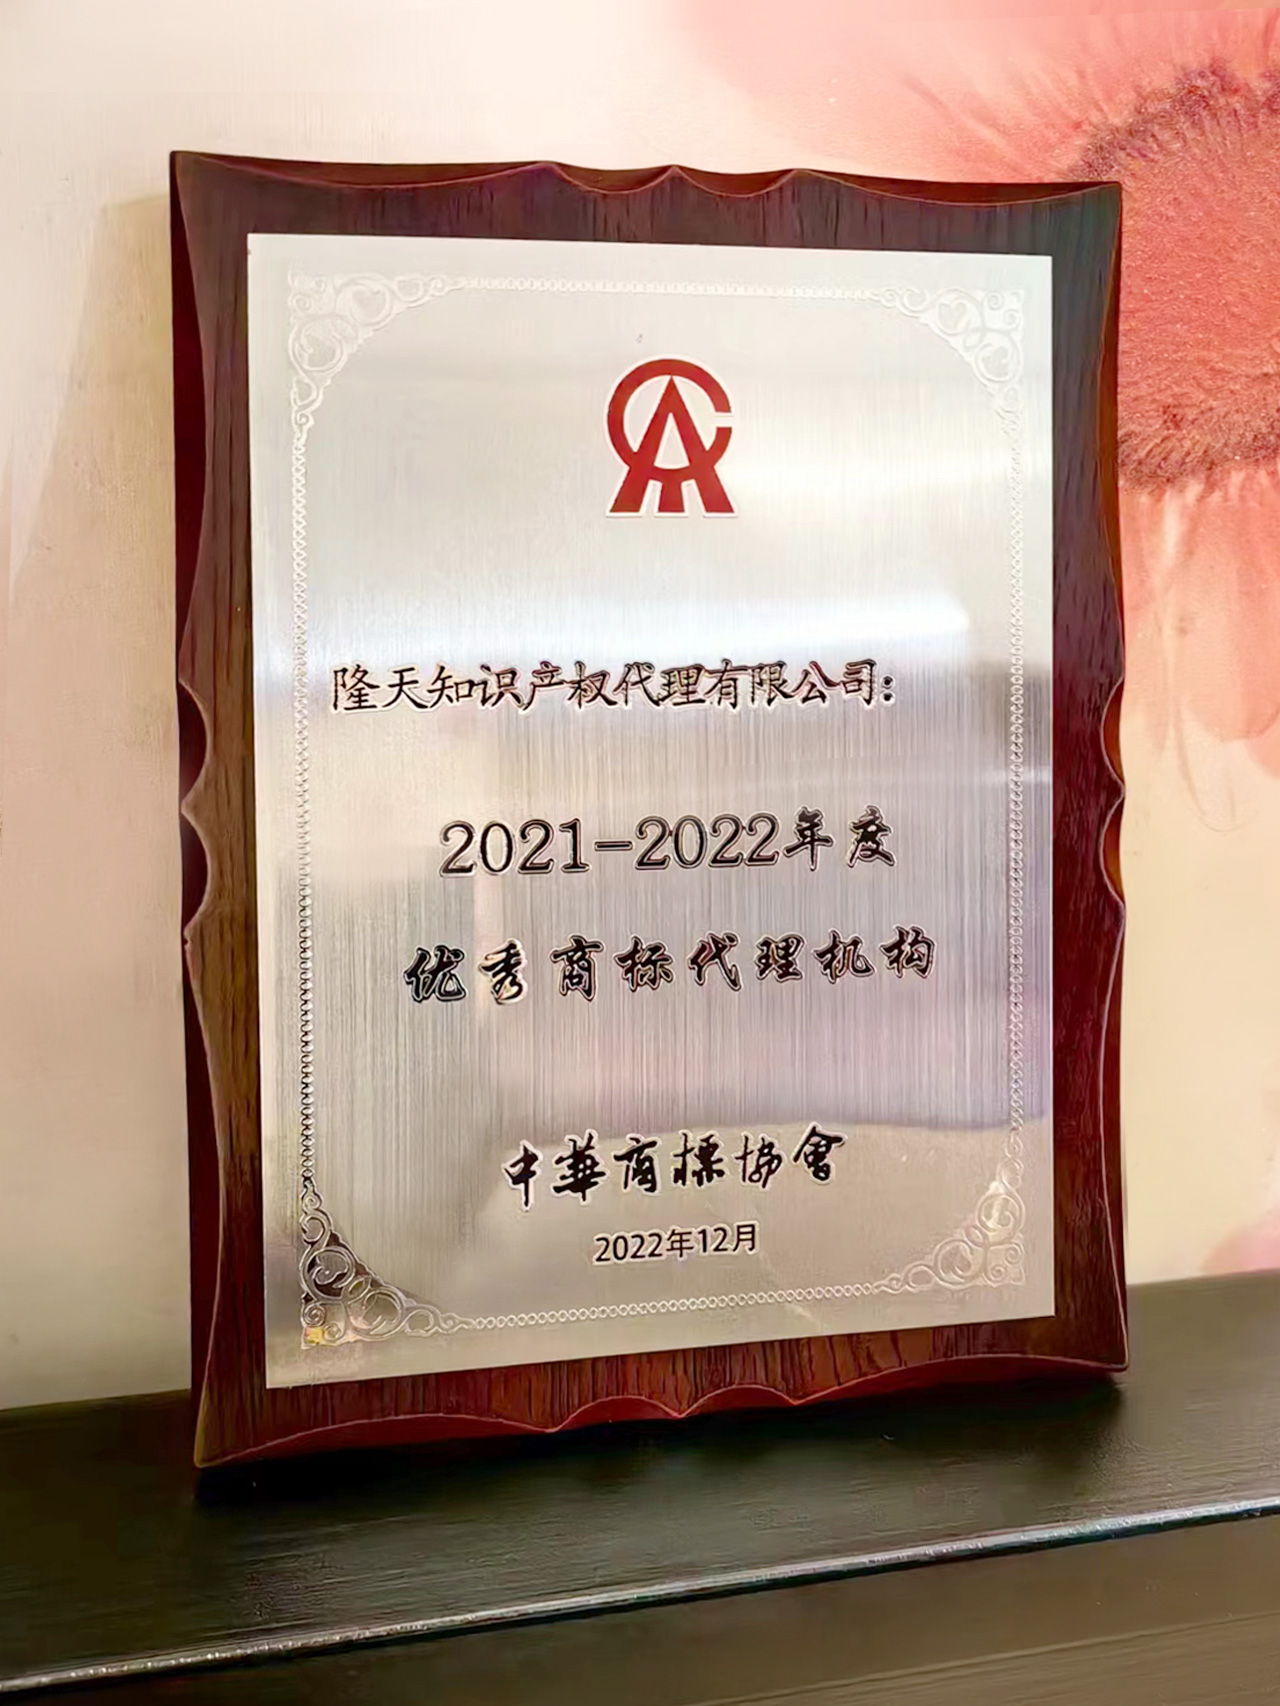 隆天知识产权代理有限公司：
2021-2022年度
优秀商标代理机构
中華商標協會
2022年12月